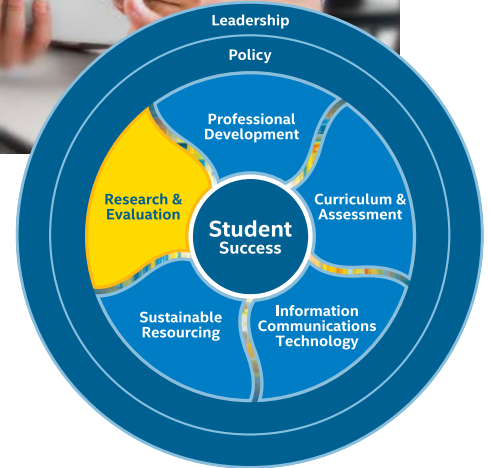 Leadership
Policy
Professional
Development
Research &
Evaluation
Curriculum &
Assessment
Student
Success
Sustainable
Resourcing
Information
Communications
Technology